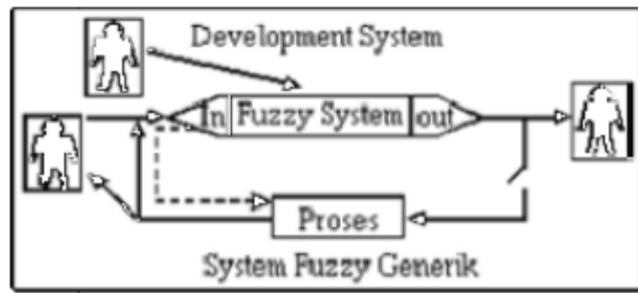 Development System
In Fuzzy System out
Proses
System Fuzzy Generik